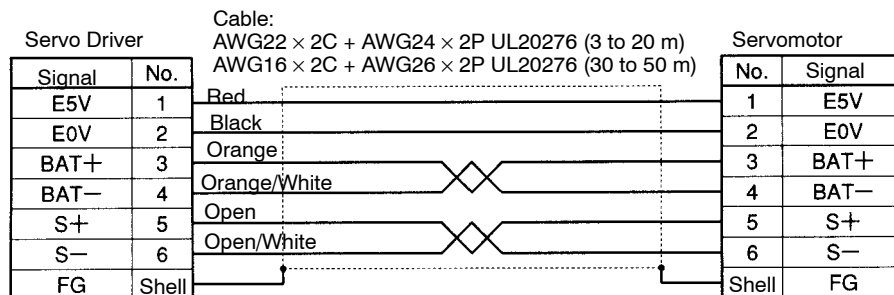 Cable:
Servo Driver AWG22 × 2C + AWG24 × 2P UL20276 (3 to 20 m) Servomotor
AWG16 × 2C + AWG26 × 2P UL20276 (30 to 50 m)
Signal No. No. Signal
E5V 1 Red 1 E5V
E0V 2 Black 2 E0V
BAT+ 3 Orange 3 BAT+
BAT− 4 Orange/White 4 BAT−
S+ 5 Open 5 S+
S− 6 Open/White 6 S−
FG Shell Shell FG